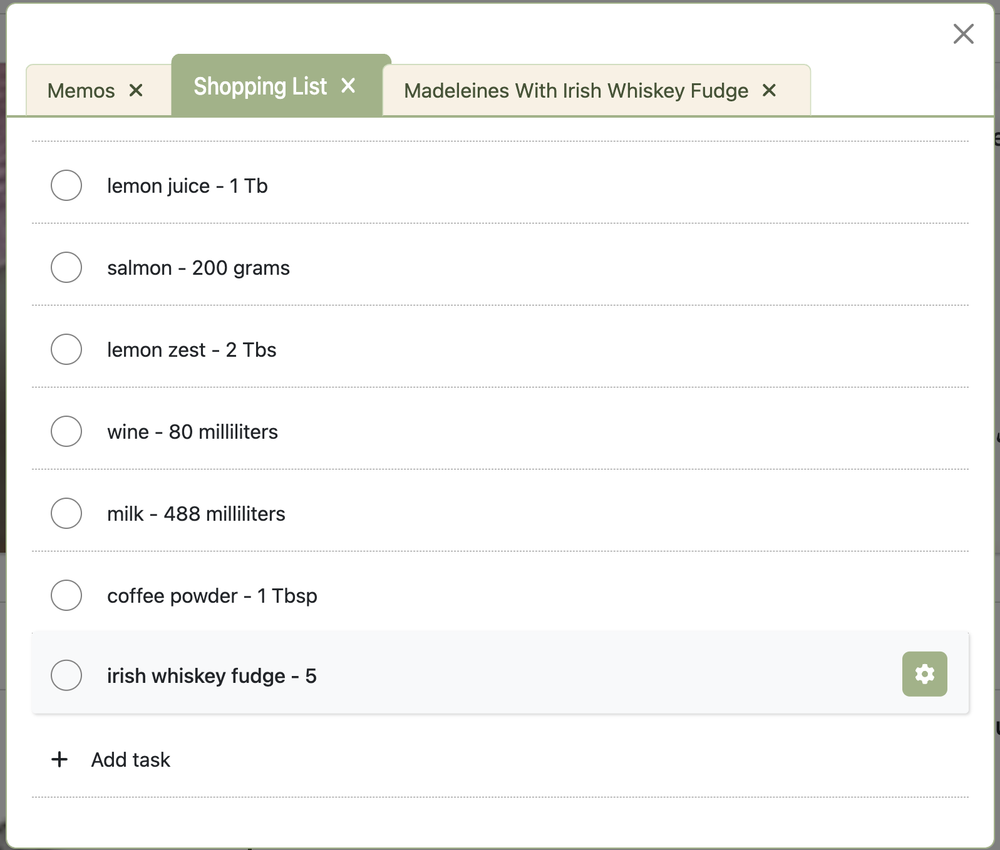 Memos
Shopping List
Madeleines With Irish Whiskey Fudge
lemon juice - 1 Tb
salmon - 200 grams
lemon zest - 2 Tbs
wine - 80 milliliters
milk - 488 milliliters
coffee powder - 1 Tbsp
irish whiskey fudge - 5
Add task